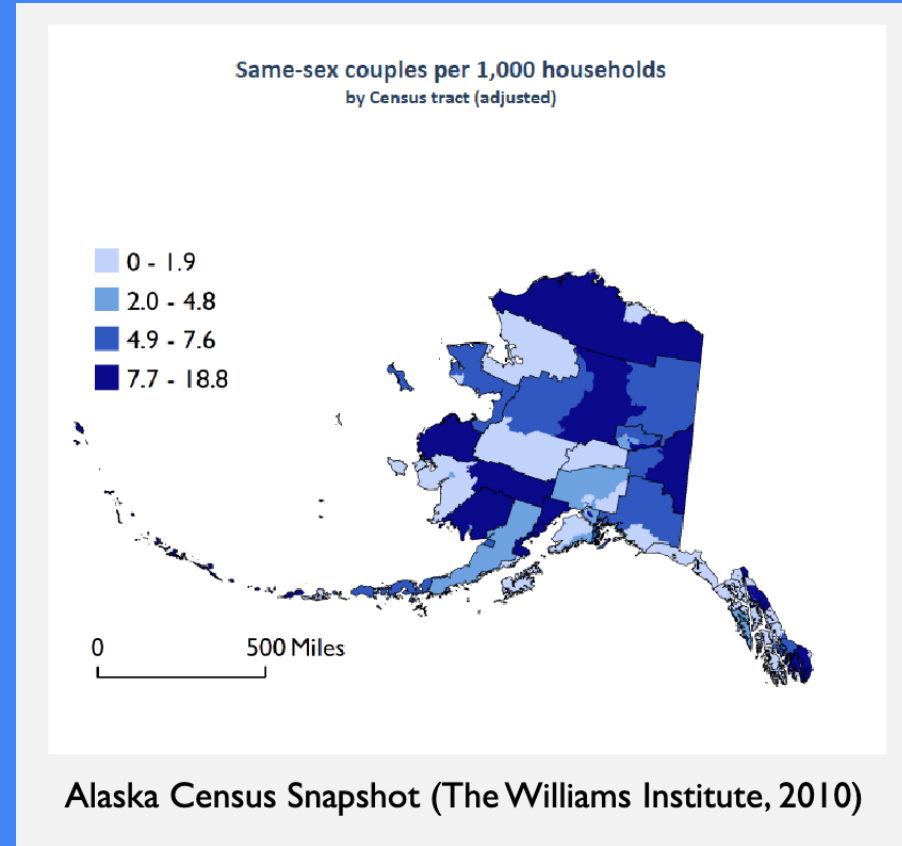 Same-sex couples per 1,000 households
by Census tract (adjusted)
0 - 1.9
2.0 - 4.8
4.9 - 7.6
7.7 - 18.8
0 500 Miles
Alaska Census Snapshot (The Williams Institute, 2010)